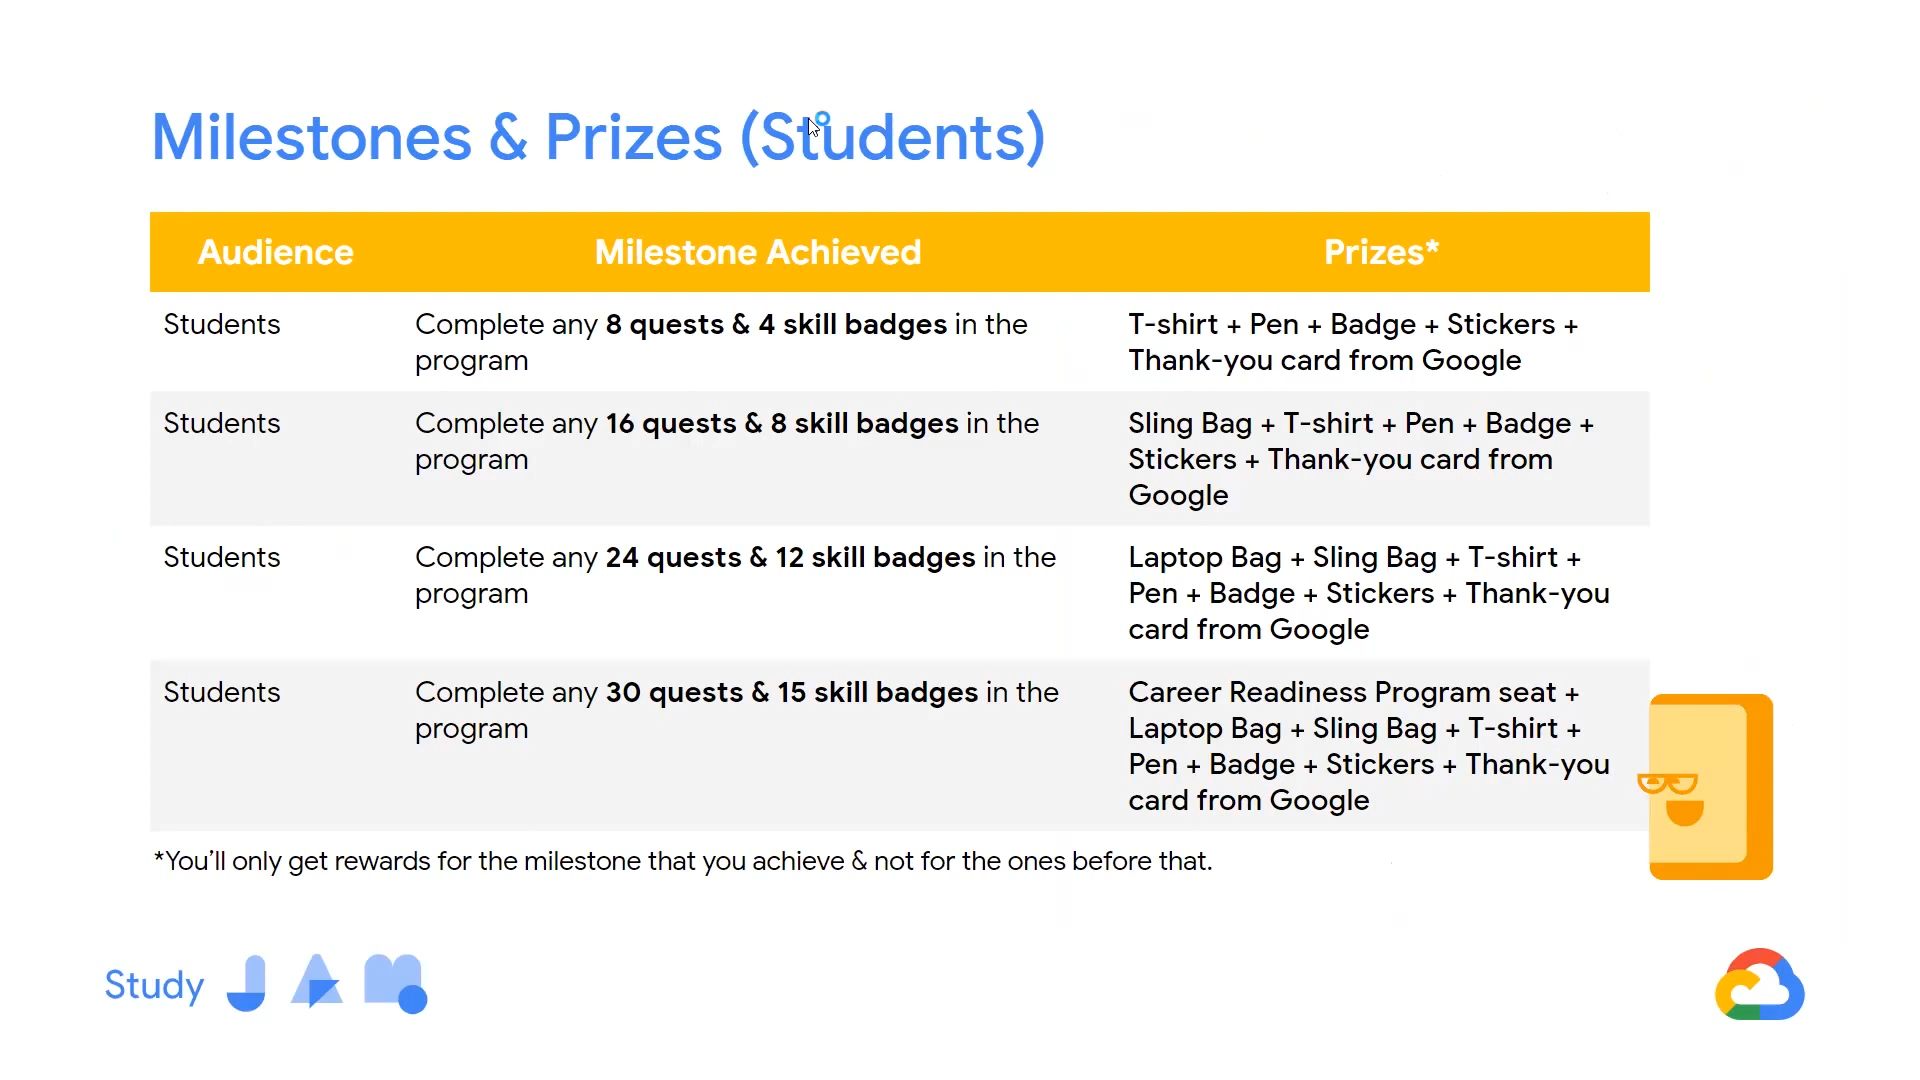 Milestones & Prizes (Students)
Audience
Milestone Achieved
Prizes*
Students
Complete any 8 quests & 4 skill badges in the
program
T-shirt + Pen + Badge + Stickers +
Thank-you card from Google
Students
Complete any 16 quests & 8 skill badges in the
program
Sling Bag + T-shirt + Pen + Badge +
Stickers + Thank-you card from
Google
Students
Complete any 24 quests & 12 skill badges in the
program
Laptop Bag + Sling Bag + T-shirt +
Pen + Badge + Stickers + Thank-you
card from Google
Students
Complete any 30 quests & 15 skill badges in the
program
Career Readiness Program seat +
Laptop Bag + Sling Bag + T-shirt +
Pen + Badge + Stickers + Thank-you
card from Google
*You’ll only get rewards for the milestone that you achieve & not for the ones before that.
Study JAM